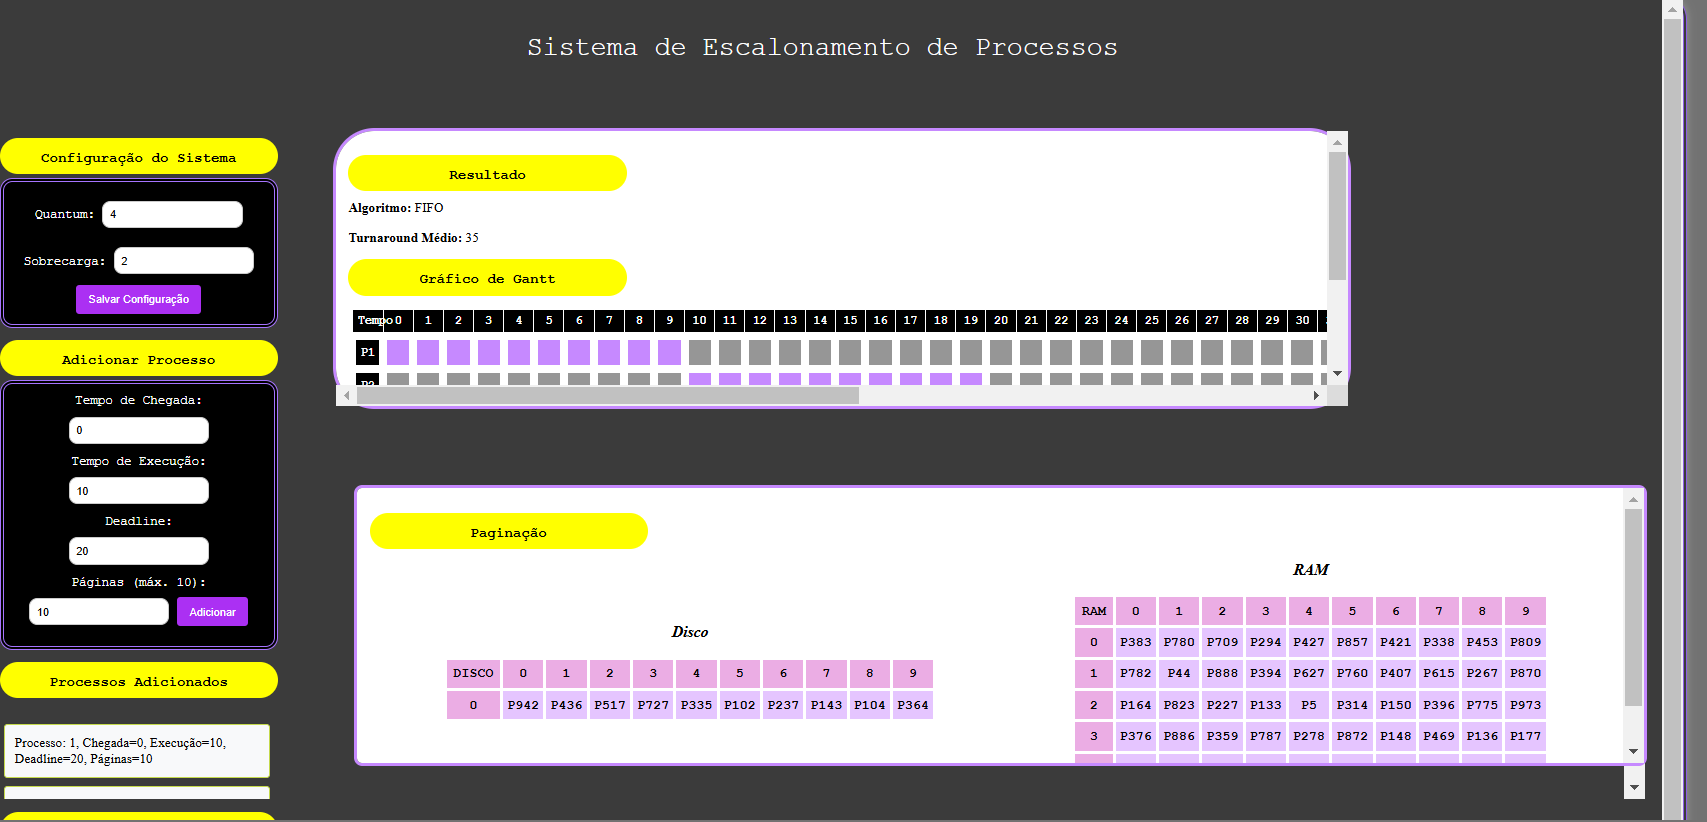 Sistema de Escalonamento de Processos
Configuração do Sistema
Quantum: 4
Sobrecarga: 2
Salvar Configuração
Adicionar Processo
Tempo de Chegada:
0
Tempo de Execução:
10
Deadline:
20
Páginas (máx. 10):
10 Adicionar
Processos Adicionados
Processo: 1, Chegada=0, Execução=10,
Deadline=20, Páginas=10
Resultado
Algoritmo: FIFO
Turnaround Médio: 35
Gráfico de Gantt
Tempo 0 1 2 3 4 5 6 7 8 9 10 11 12 13 14 15 16 17 18 19 20 21 22 23 24 25 26 27 28 29 30
P1
P2
Paginação
Disco
DISCO 0 1 2 3 4 5 6 7 8 9
0 P942 P436 P517 P727 P335 P102 P237 P143 P104 P364
RAM
RAM 0 1 2 3 4 5 6 7 8 9
0 P383 P780 P709 P294 P427 P857 P421 P338 P453 P809
1 P782 P44 P888 P394 P627 P760 P407 P615 P267 P870
2 P164 P823 P227 P133 P5 P314 P150 P396 P775 P973
3 P376 P886 P359 P787 P278 P872 P148 P469 P136 P177